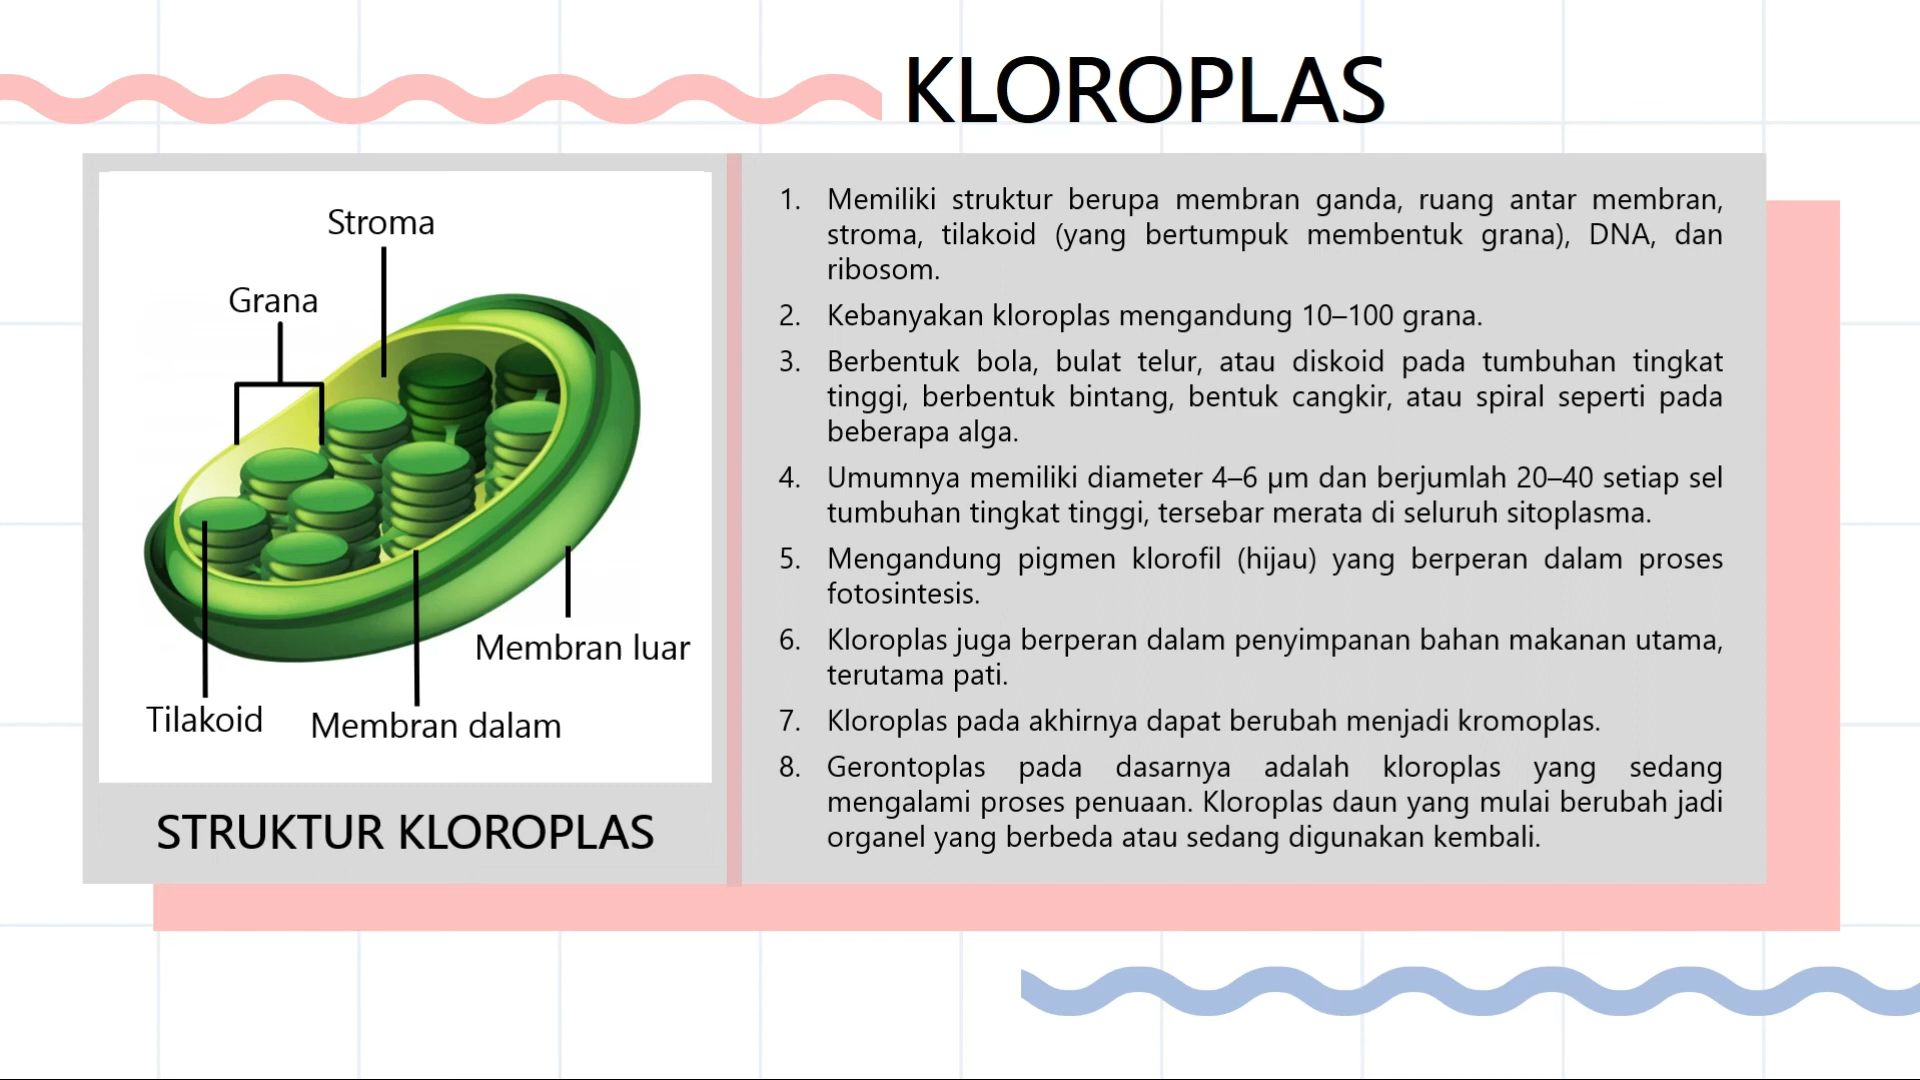 KLOROPLAS
Stroma
Grana
Membran luar
Tilakoid
Membran dalam
STRUKTUR KLOROPLAS
1. Memiliki struktur berupa membran ganda, ruang antar membran,
stroma, tilakoid (yang bertumpuk membentuk grana), DNA, dan
ribosom.
2. Kebanyakan kloroplas mengandung 10–100 grana.
3. Berbentuk bola, bulat telur, atau diskoid pada tumbuhan tingkat
tinggi, berbentuk bintang, bentuk cangkir, atau spiral seperti pada
beberapa alga.
4. Umumnya memiliki diameter 4–6 µm dan berjumlah 20–40 setiap sel
tumbuhan tingkat tinggi, tersebar merata di seluruh sitoplasma.
5. Mengandung pigmen klorofil (hijau) yang berperan dalam proses
fotosintesis.
6. Kloroplas juga berperan dalam penyimpanan bahan makanan utama,
terutama pati.
7. Kloroplas pada akhirnya dapat berubah menjadi kromoplas.
8. Gerontoplas pada dasarnya adalah kloroplas yang sedang
mengalami proses penuaan. Kloroplas daun yang mulai berubah jadi
organel yang berbeda atau sedang digunakan kembali.